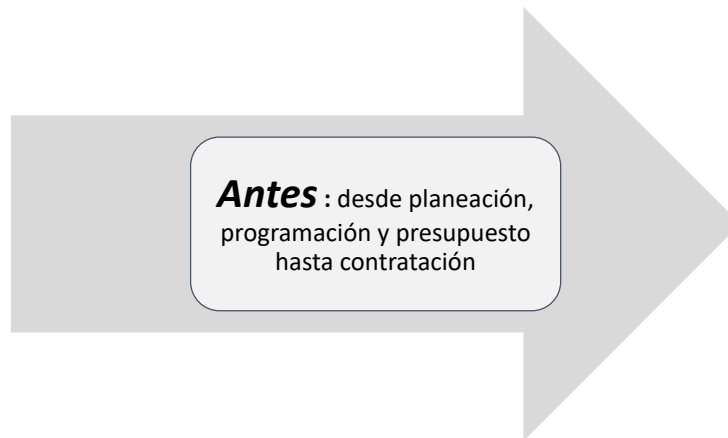 Antes : desde planeación,
programación y presupuesto
hasta contratación